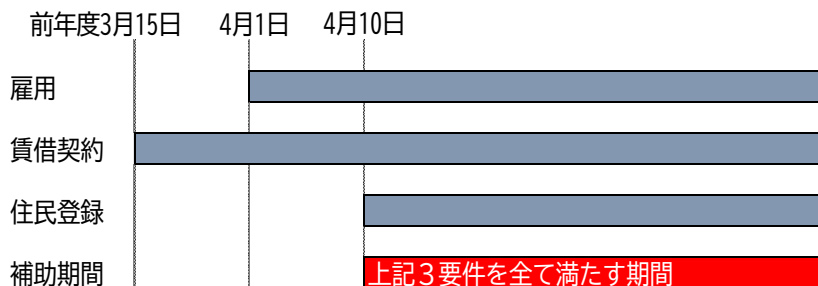 前年度3月15日 4月1日 4月10日
雇用
賃借契約
住民登録
補助期間 上記３要件を全て満たす期間